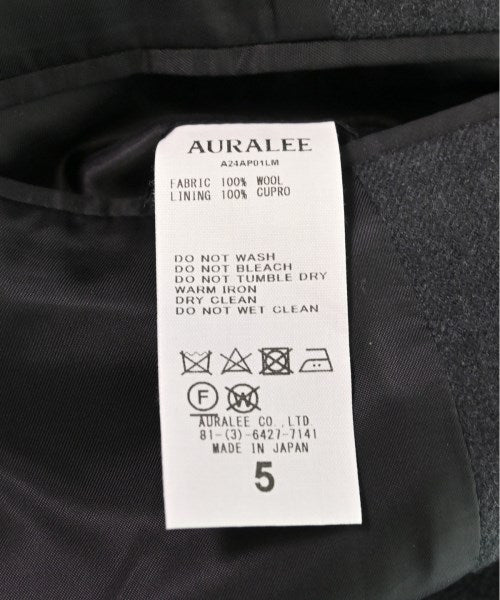 AURALEE
A24AP01LM
FABRIC 100% WOOL
LINING 100% CUPRO
DO NOT WASH
DO NOT BLEACH
DO NOT TUMBLE DRY
WARM IRON
DRY CLEAN
DO NOT WET CLEAN
F W
AURALEE CO.,LTD.
81-(3)-6427-7141
MADE IN JAPAN
5